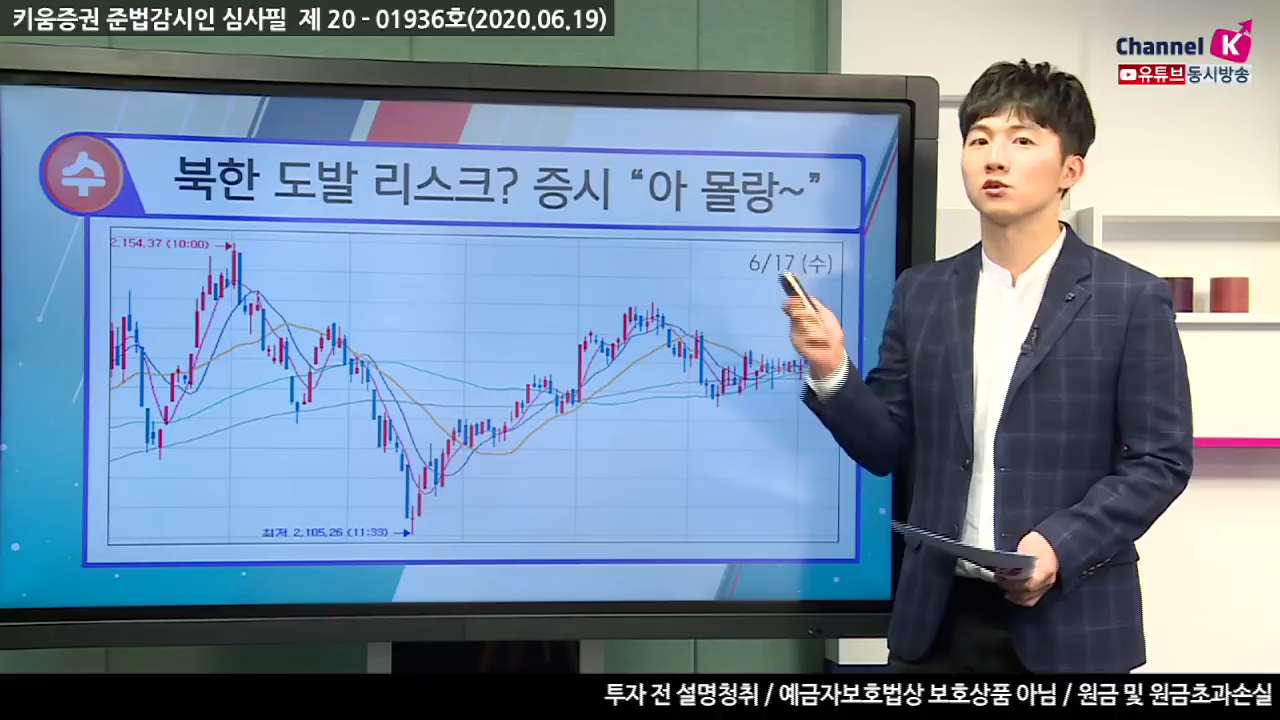 키움증권 준법감시인 심사필 제 20 - 01936호(2020.06.19)
Channel K
유튜브동시방송
수
북한 도발 리스크? 증시 “아 몰랑~”
2,154,37 (10:00)
6/17 (수)
최저 2,105,26 (11:33)
투자 전 설명청취 / 예금자보호법상 보호상품 아님 / 원금 및 원금초과손실